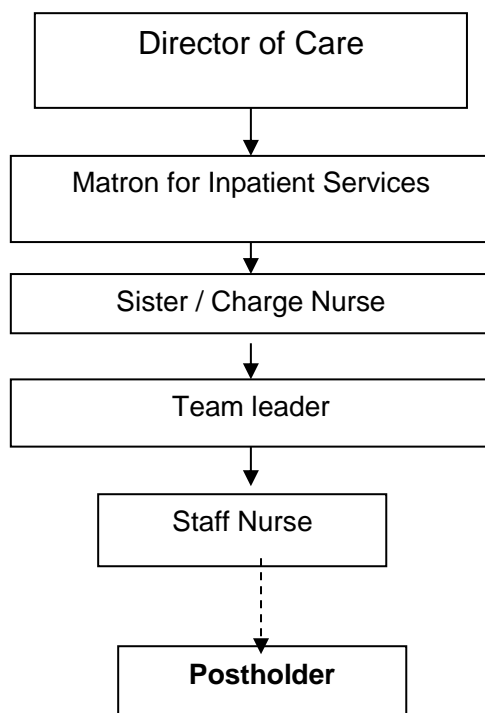 Director of Care
Matron for Inpatient Services
Sister / Charge Nurse
Team leader
Staff Nurse
Postholder